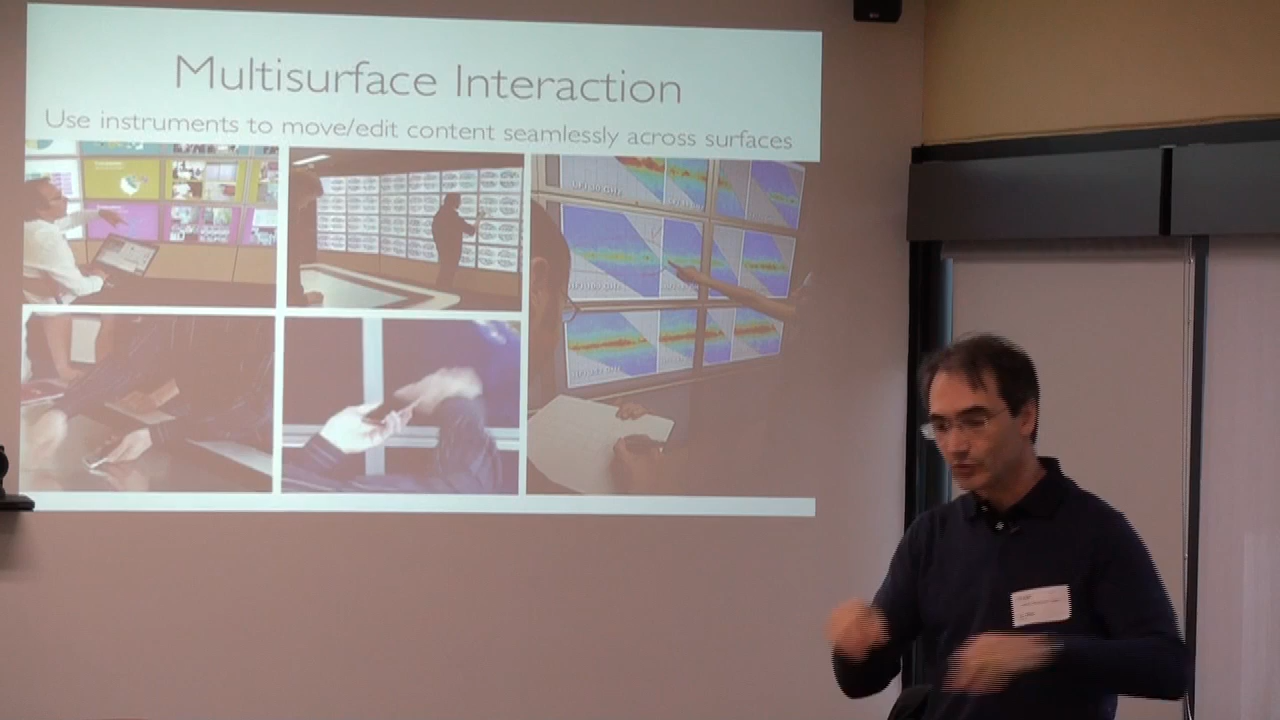 Multisurface Interaction
Use instruments to move/edit content seamlessly across surfaces